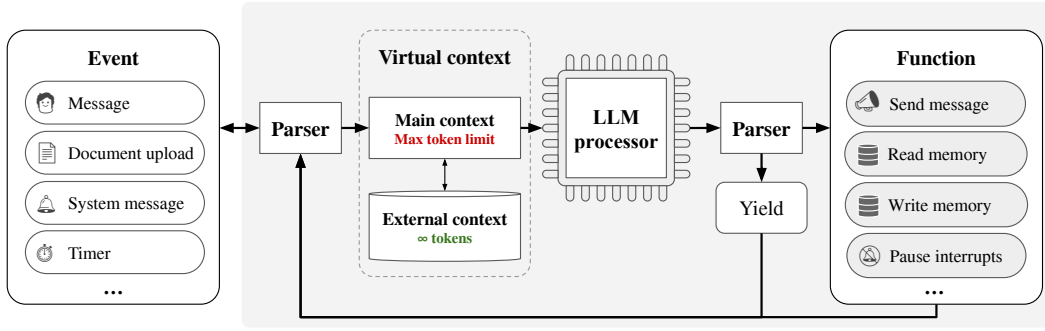 Event
Message
Document upload
System message
Timer
...
Parser
Virtual context
Main context
Max token limit
External context
∞ tokens
LLM
processor
Parser
Yield
Function
Send message
Read memory
Write memory
Pause interrupts
...